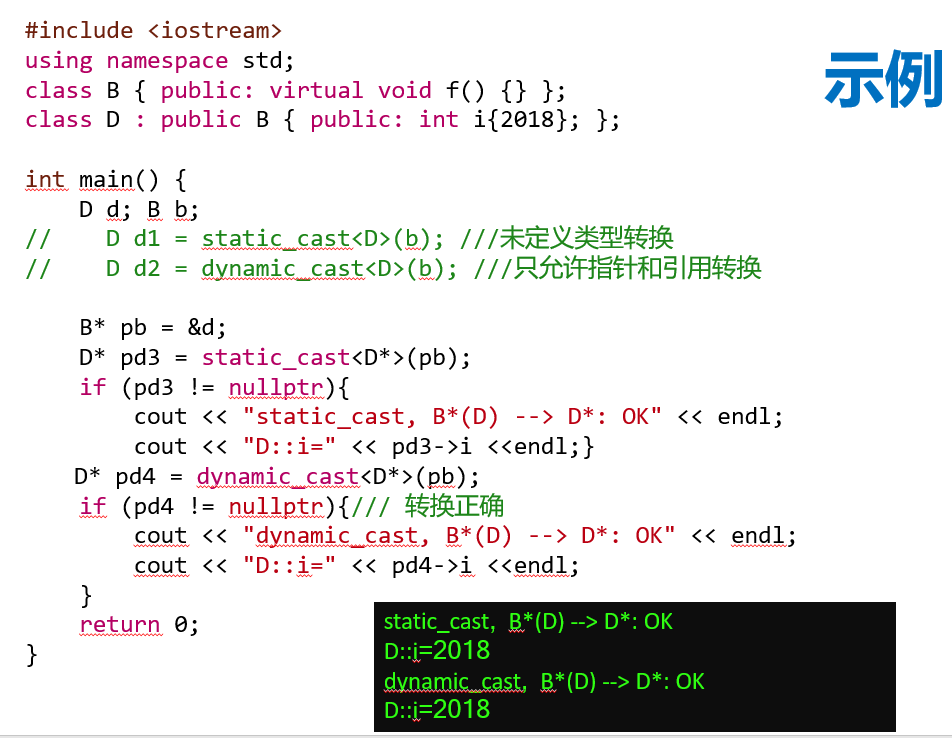 #include <iostream>
using namespace std;
示例
class B { public: virtual void f() {} };
class D : public B { public: int i{2018}; };
int main() {
D d; B b;
// D d1 = static_cast<D>(b); ///未定义类型转换
// D d2 = dynamic_cast<D>(b); ///只允许指针和引用转换
B* pb = &d;
D* pd3 = static_cast<D*>(pb);
if (pd3 != nullptr){
cout << "static_cast, B*(D) --> D*: OK" << endl;
cout << "D::i=" << pd3->i <<endl;}
D* pd4 = dynamic_cast<D*>(pb);
if (pd4 != nullptr){/// 转换正确
cout << "dynamic_cast, B*(D) --> D*: OK" << endl;
cout << "D::i=" << pd4->i <<endl;
}
return 0;
}
static_cast, B*(D) --> D*: OK
D::i=2018
dynamic_cast, B*(D) --> D*: OK
D::i=2018